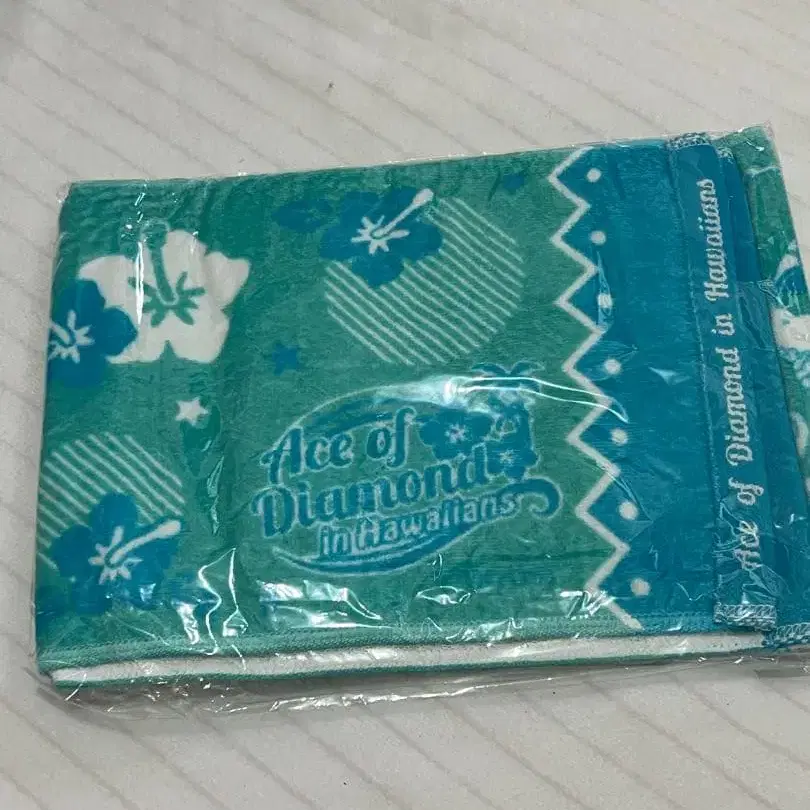 Ace of
Diamond
in Hawaiians
Ace of Diamond in Hawaiians